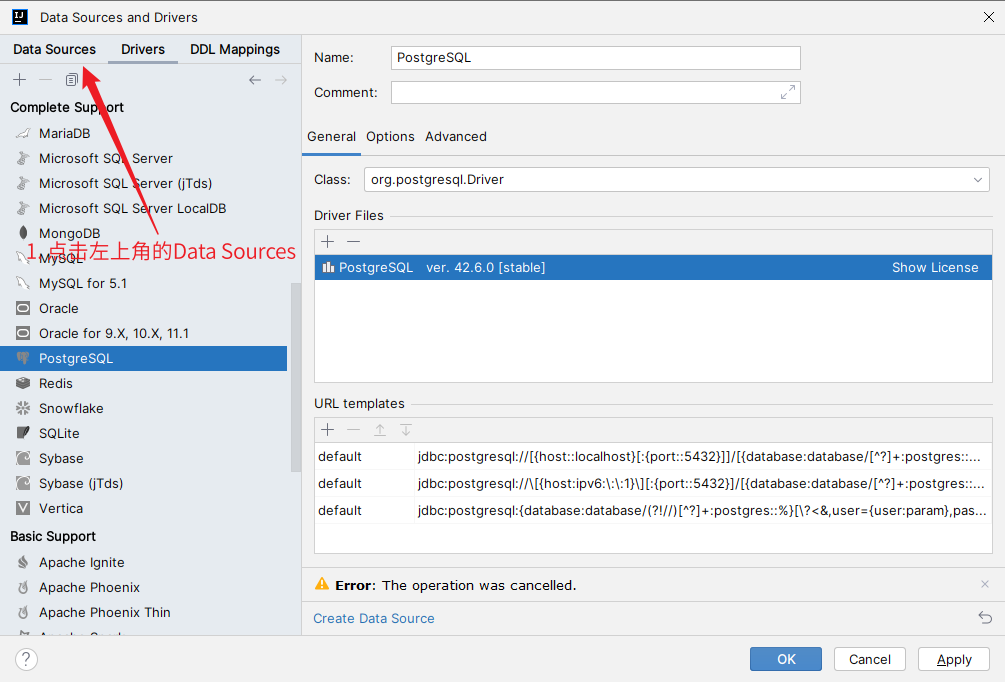 Data Sources and Drivers
Data Sources Drivers DDL Mappings
Complete Support
MariaDB
Microsoft SQL Server
Microsoft SQL Server (jTds)
Microsoft SQL Server LocalDB
MongoDB
1. 点击左上角的Data Sources
MySQL
MySQL for 5.1
Oracle
Oracle for 9.X, 10.X, 11.1
PostgreSQL
Redis
Snowflake
SQLite
Sybase
Sybase (jTds)
Vertica
Basic Support
Apache Ignite
Apache Phoenix
Apache Phoenix Thin
Name: PostgreSQL
Comment:
General Options Advanced
Class: org.postgresql.Driver
Driver Files
PostgreSQL ver. 42.6.0 [stable] Show License
URL templates
default jdbc:postgresql://[{host::localhost}[:{port::5432}]]/[{database:database/[^?]+:postgres::...
default jdbc:postgresql://\[{host:ipv6:\:\:1}\][:{port::5432}]/[{database:database/[^?]+:postgres::...
default jdbc:postgresql:{database:database/(?!//)[^?]+:postgres::%}[\?<&,user={user:param},pas...
Error: The operation was cancelled.
Create Data Source
? OK Cancel Apply